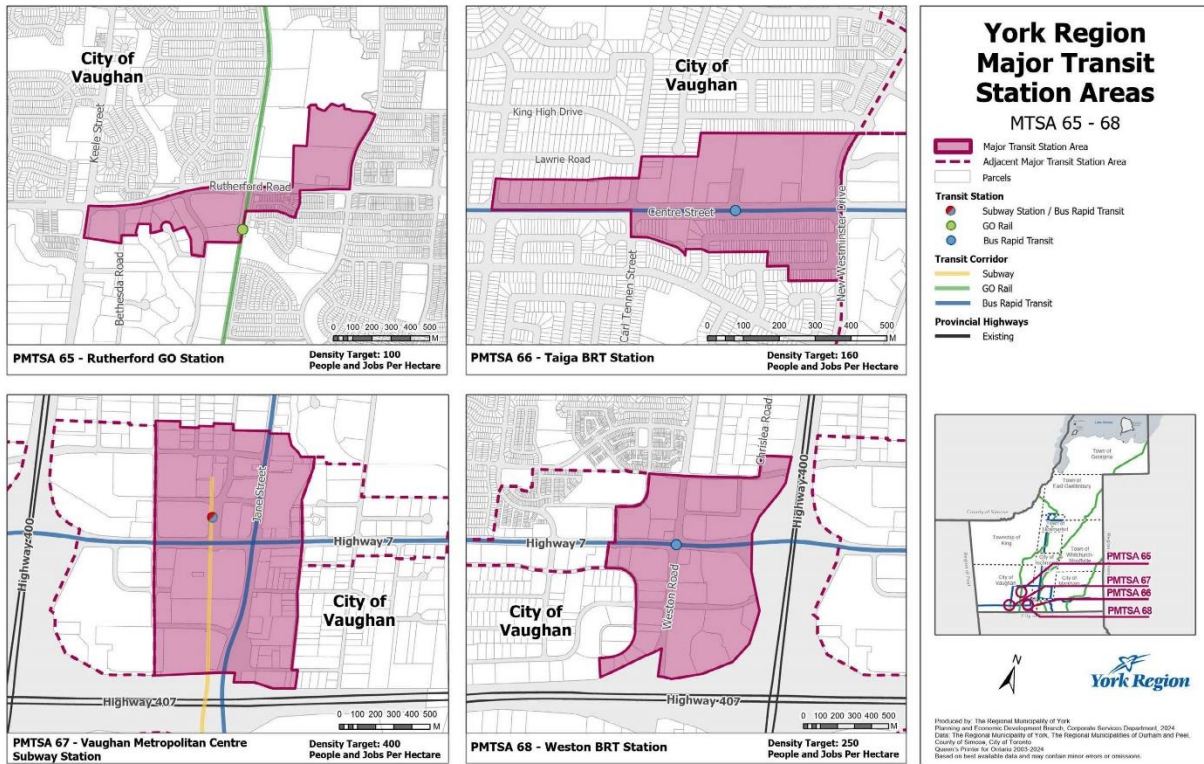 City of
Vaughan
Keele Street
Rutherford Road
Bethesda Road
0 100 200 300 400 500
M
PMTSA 65 - Rutherford GO Station
Density Target: 100
People and Jobs Per Hectare
City of
Vaughan
King High Drive
Lawrie Road
Centre Street
New Westminster Drive
Carl Tennen Street
0 100 200 300 400 500
M
PMTSA 66 - Taiga BRT Station
Density Target: 160
People and Jobs Per Hectare
Highway 400
Jane Street
Highway 7
City of
Vaughan
Highway 407
0 100 200 300 400 500
M
PMTSA 67 - Vaughan Metropolitan Centre
Subway Station
Density Target: 400
People and Jobs Per Hectare
Chrislea Road
Highway 400
Highway 7
Weston Road
City of
Vaughan
Highway 407
0 100 200 300 400 500
M
PMTSA 68 - Weston BRT Station
Density Target: 250
People and Jobs Per Hectare
York Region
Major Transit
Station Areas
MTSA 65 - 68
Major Transit Station Area
Adjacent Major Transit Station Area
Parcels
Transit Station
Subway Station / Bus Rapid Transit
GO Rail
Bus Rapid Transit
Transit Corridor
Subway
GO Rail
Bus Rapid Transit
Provincial Highways
Existing
Town of
Georgina
Town of
East Gwillimbury
County of Simcoe
Township of
King
Town of
Whitchurch-
Stouffville
City of
Vaughan
City of
Markham
PMTSA 65
PMTSA 67
PMTSA 66
PMTSA 68
N
York Region
Produced by: The Regional Municipality of York
Planning and Economic Development Branch, Corporate Services Department, 2024
Data: The Regional Municipality of York, The Regional Municipalities of Durham and Peel,
County of Simcoe, City of Toronto
Queen's Printer for Ontario 2003-2024
Based on best available data and may contain minor errors or omissions.